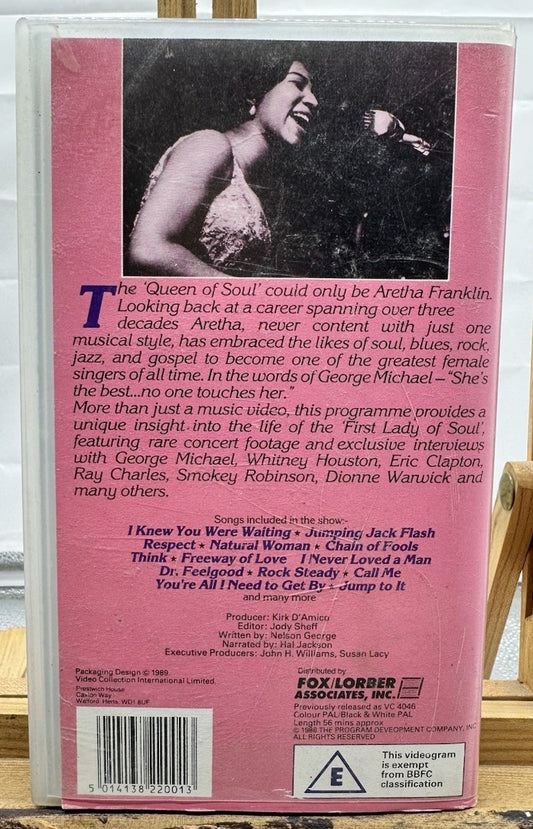 The 'Queen of Soul' could only be Aretha Franklin.
Looking back at a career spanning over three
decades Aretha, never content with just one
musical style, has embraced the likes of soul, blues, rock,
jazz, and gospel to become one of the greatest female
singers of all time. In the words of George Michael – "She's
the best...no one touches her."
More than just a music video, this programme provides a
unique insight into the life of the 'First Lady of Soul',
featuring rare concert footage and exclusive interviews
with George Michael, Whitney Houston, Eric Clapton,
Ray Charles, Smokey Robinson, Dionne Warwick and
many others.
Songs included in the show:-
I Knew You Were Waiting ★ Jumping Jack Flash
Respect ★ Natural Woman ★ Chain of Fools
Think ★ Freeway of Love I Never Loved a Man
Dr. Feelgood ★ Rock Steady ★ Call Me
You're All I Need to Get By ★ Jump to It
and many more
Producer: Kirk D'Amico
Editor: Jody Sheff
Written by: Nelson George
Narrated by: Hal Jackson
Executive Producers: John H. Williams, Susan Lacy
Packaging Design © 1989
Video Collection International Limited.
Prestwich House
Caxton Way
Watford. Herts. WD1 8UF
Distributed by
FOX/LORBER
ASSOCIATES, INC.
Previously released as VC 4046
Colour PAL/Black & White PAL
Length 56 mins approx
© 1988 THE PROGRAM DEVEOPMENT COMPANY, INC
ALL RIGHTS RESERVED
5 014138 220013
E
This videogram
is exempt
from BBFC
classification